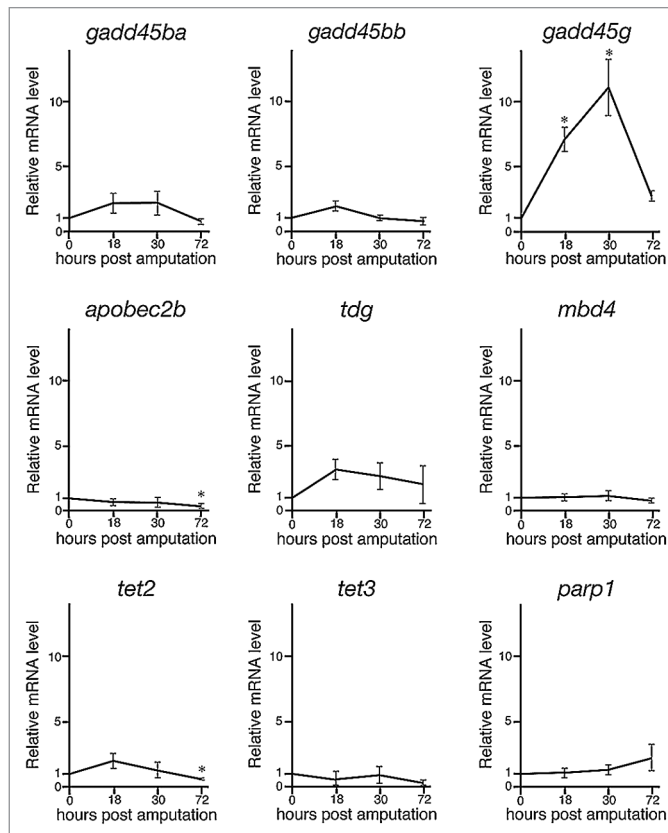 gadd45ba gadd45bb gadd45g
Relative mRNA level
10
5
1
0
0 18 30 72
hours post amputation
Relative mRNA level
10
5
1
0
0 18 30 72
hours post amputation
Relative mRNA level
10
5
1
0
*
*
0 18 30 72
hours post amputation
apobec2b tdg mbd4
Relative mRNA level
10
5
1
0
*
0 18 30 72
hours post amputation
Relative mRNA level
10
5
1
0
0 18 30 72
hours post amputation
Relative mRNA level
10
5
1
0
0 18 30 72
hours post amputation
tet2 tet3 parp1
Relative mRNA level
10
5
1
0
*
0 18 30 72
hours post amputation
Relative mRNA level
10
5
1
0
0 18 30 72
hours post amputation
Relative mRNA level
10
5
1
0
0 18 30 72
hours post amputation